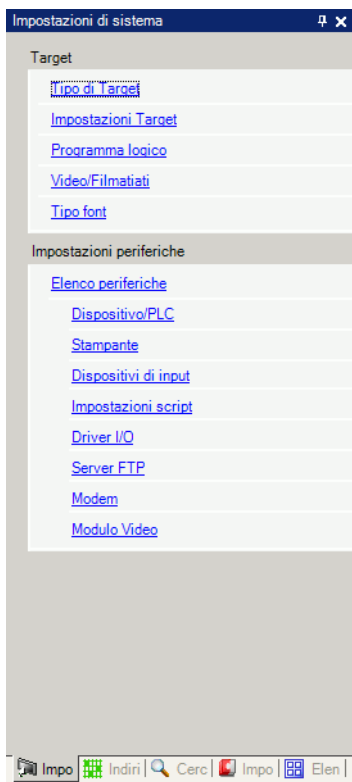 Impostazioni di sistema
Target
Tipo di Target
Impostazioni Target
Programma logico
Video/Filmatiati
Tipo font
Impostazioni periferiche
Elenco periferiche
Dispositivo/PLC
Stampante
Dispositivi di input
Impostazioni script
Driver I/O
Server FTP
Modem
Modulo Video
Impo Indiri Cerc Impo Elen